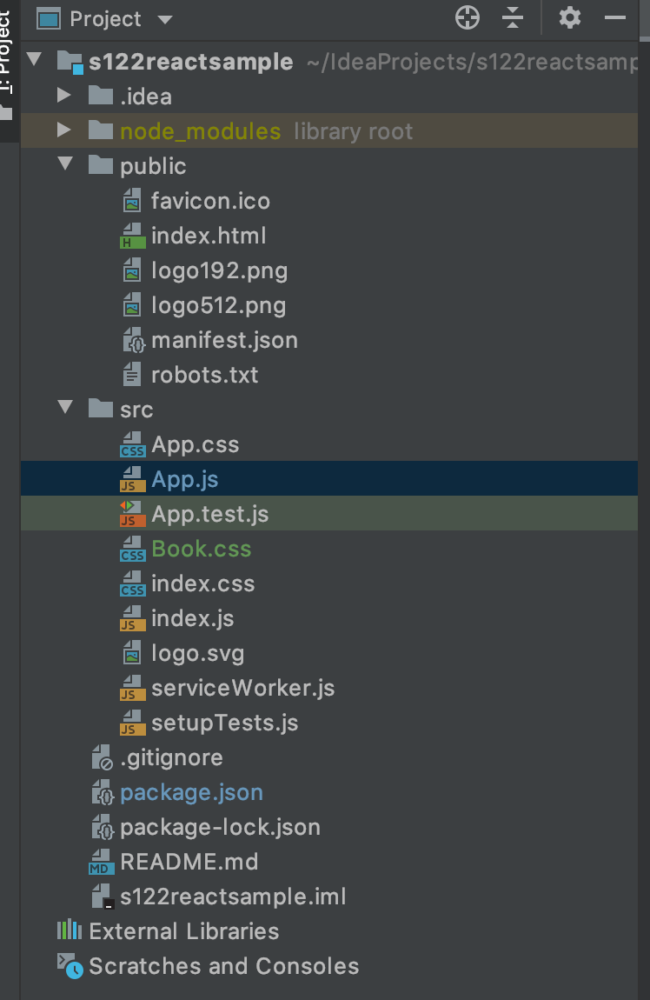 1: Project
Project
s122reactsample ~/IdeaProjects/s122reactsamp
.idea
node_modules library root
public
favicon.ico
index.html
logo192.png
logo512.png
manifest.json
robots.txt
src
App.css
App.js
App.test.js
Book.css
index.css
index.js
logo.svg
serviceWorker.js
setupTests.js
.gitignore
package.json
package-lock.json
README.md
s122reactsample.iml
External Libraries
Scratches and Consoles